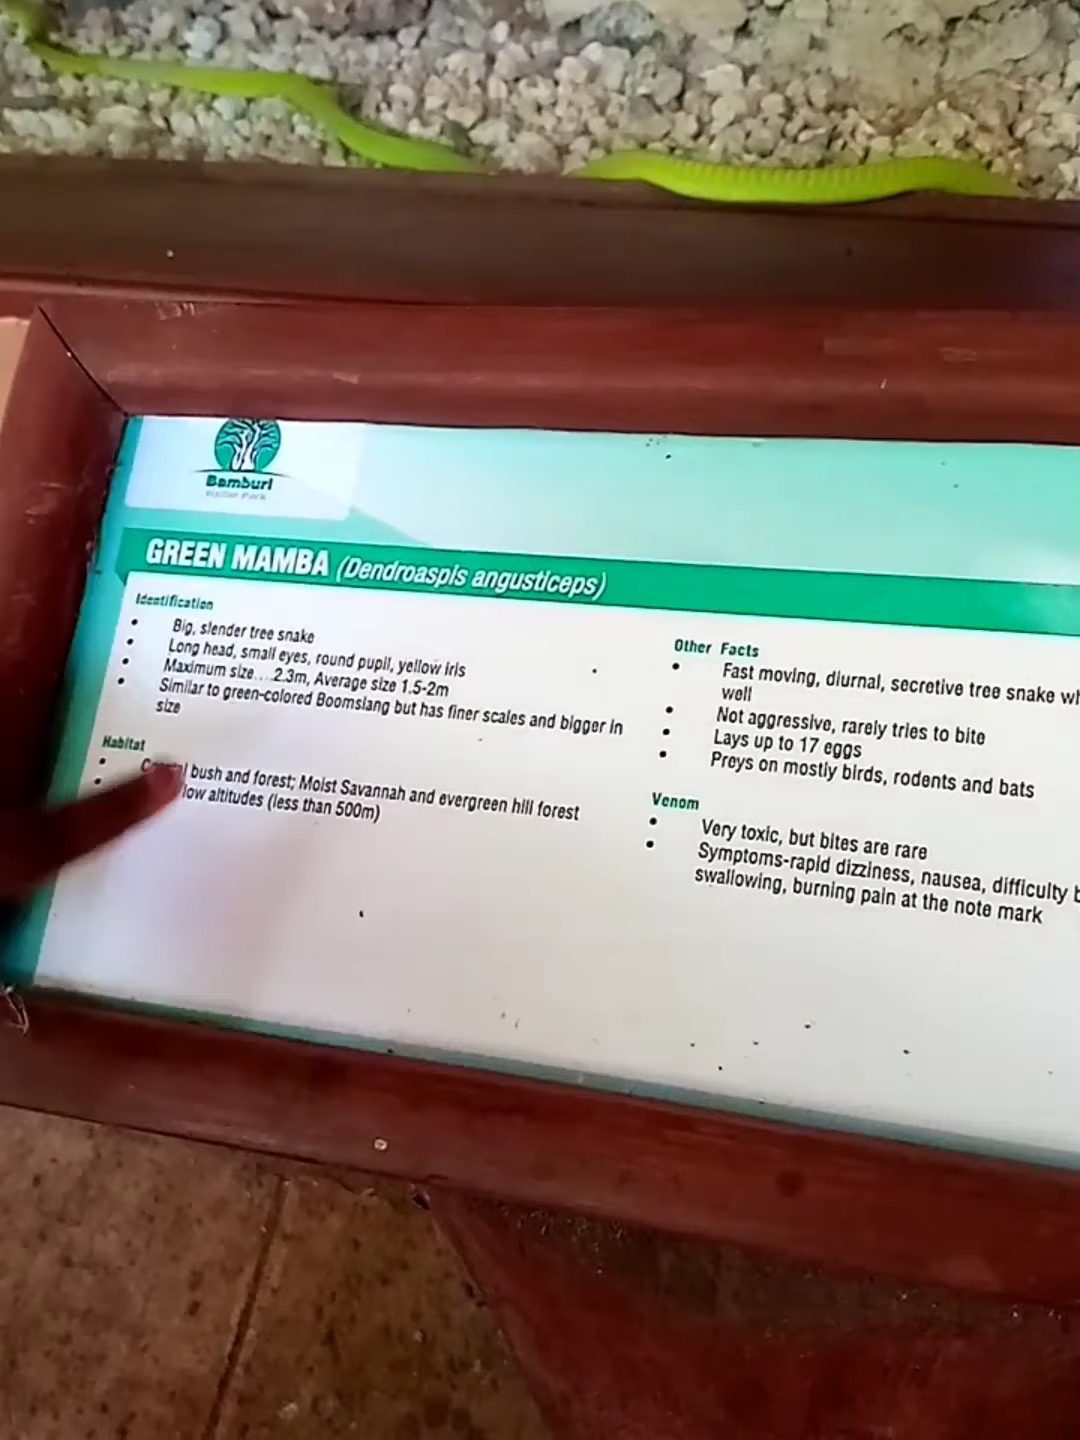 Bamburi
Haller Park
GREEN MAMBA (Dendroaspis angusticeps)
Identification
• Big, slender tree snake
• Long head, small eyes, round pupil, yellow iris
• Maximum size....2.3m, Average size 1.5-2m
• Similar to green-colored Boomslang but has finer scales and bigger in
size
Habitat
• bush and forest; Moist Savannah and evergreen hill forest
• low altitudes (less than 500m)
Other Facts
• Fast moving, diurnal, secretive tree snake
well
• Not aggressive, rarely tries to bite
• Lays up to 17 eggs
• Preys on mostly birds, rodents and bats
Venom
• Very toxic, but bites are rare
• Symptoms-rapid dizziness, nausea, difficulty
swallowing, burning pain at the note mark